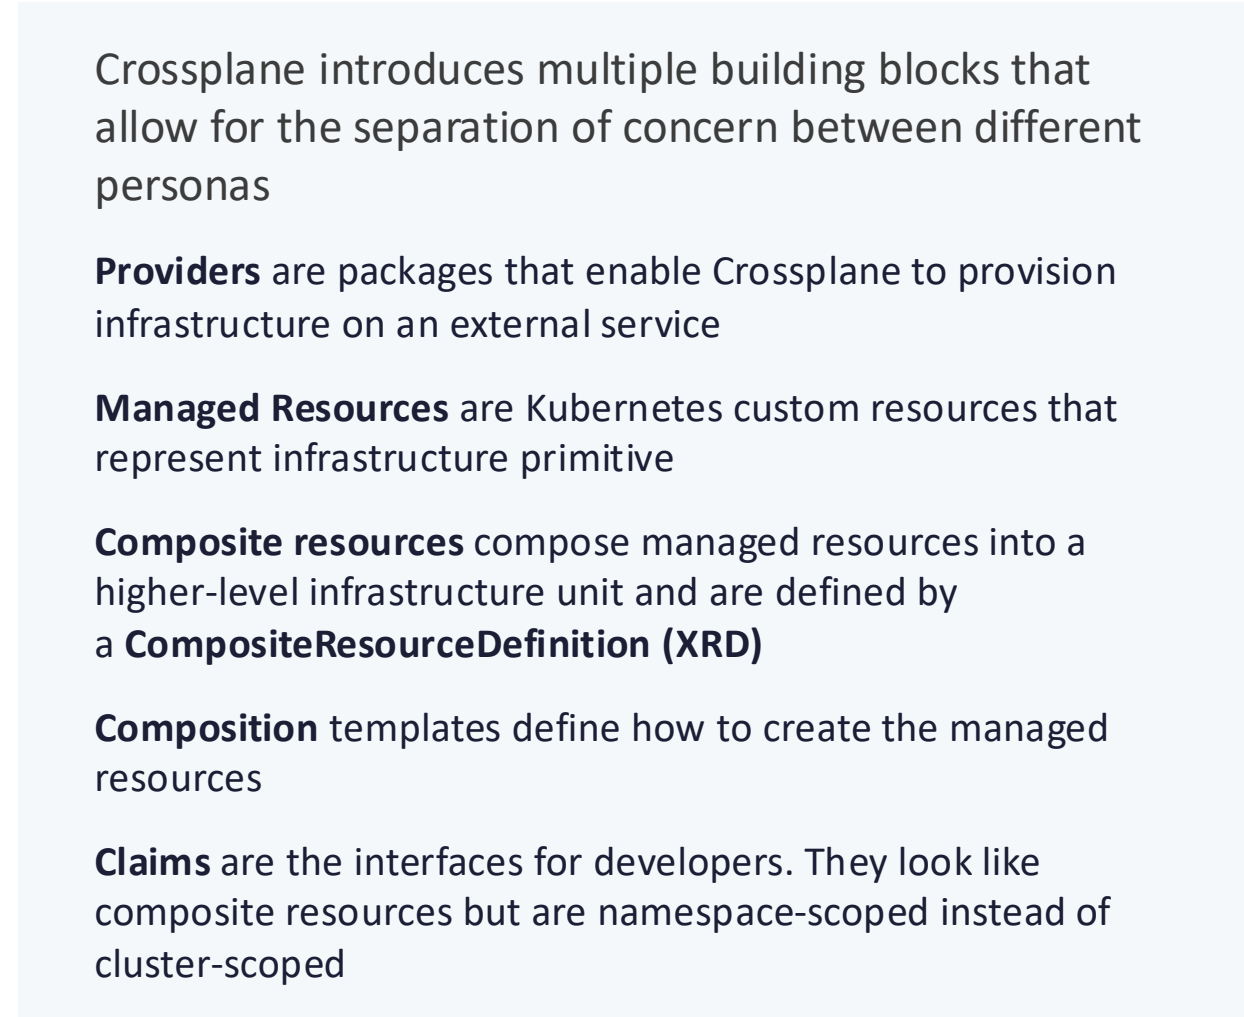 Crossplane introduces multiple building blocks that
allow for the separation of concern between different
personas
Providers are packages that enable Crossplane to provision
infrastructure on an external service
Managed Resources are Kubernetes custom resources that
represent infrastructure primitive
Composite resources compose managed resources into a
higher-level infrastructure unit and are defined by
a CompositeResourceDefinition (XRD)
Composition templates define how to create the managed
resources
Claims are the interfaces for developers. They look like
composite resources but are namespace-scoped instead of
cluster-scoped